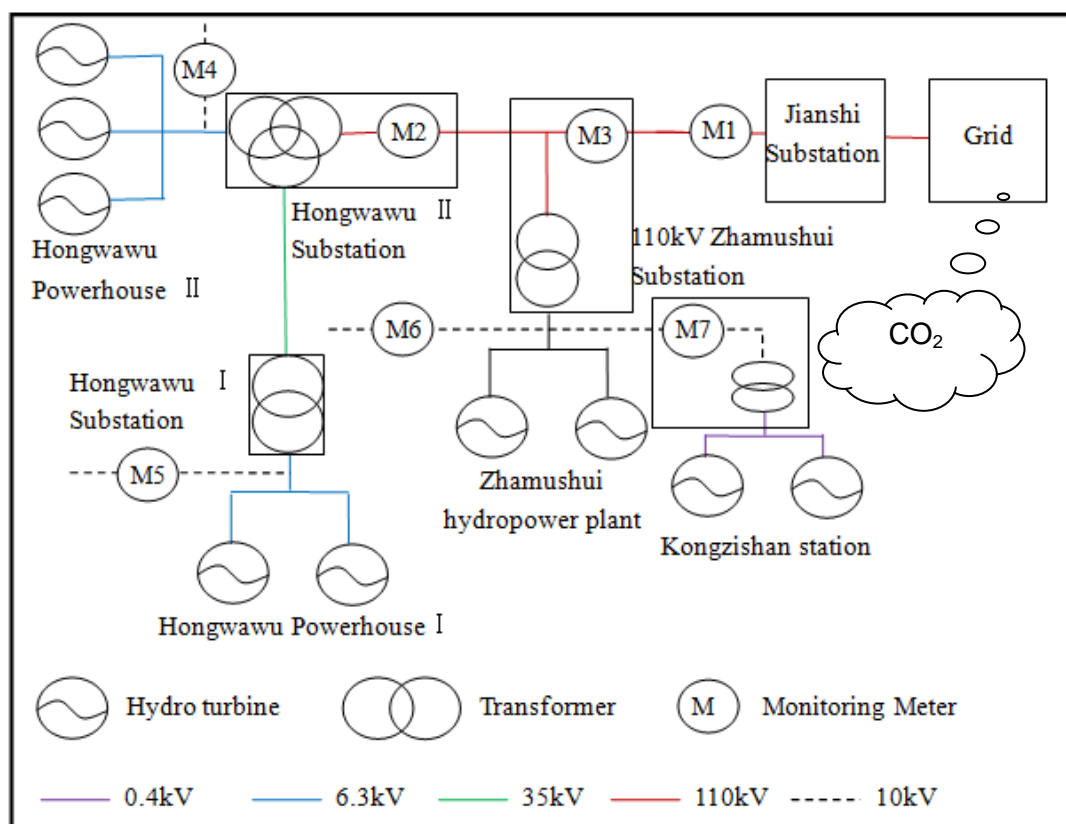 M4
M2
M3
M1
Jianshi
Substation
Grid
Hongwawu Ⅱ
Substation
Hongwawu
Powerhouse Ⅱ
110kV Zhamushui
Substation
M6
M7
CO2
Hongwawu Ⅰ
Substation
M5
Zhamushui
hydropower plant
Kongzishan station
Hongwawu Powerhouse Ⅰ
Hydro turbine
Transformer
M
Monitoring Meter
0.4kV
6.3kV
35kV
110kV
10kV